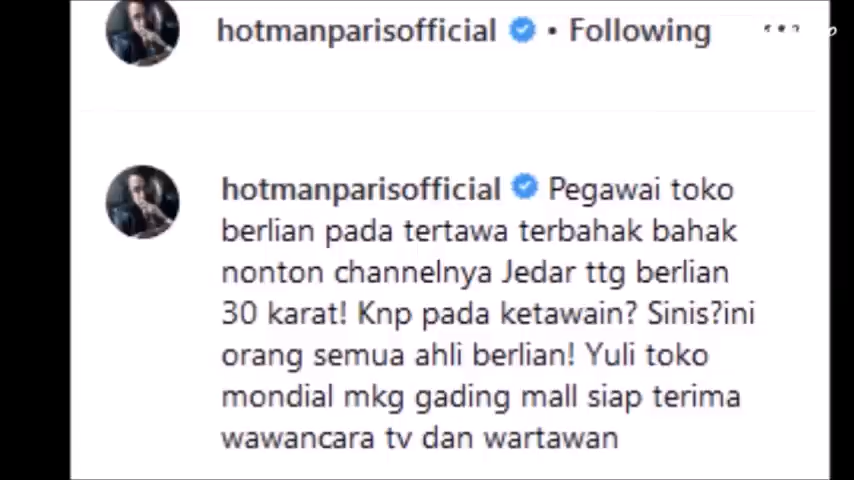 hotmanparisofficial • Following
hotmanparisofficial Pegawai toko
berlian pada tertawa terbahak bahak
nonton channelnya Jedar ttg berlian
30 karat! Knp pada ketawain? Sinis?ini
orang semua ahli berlian! Yuli toko
mondial mkg gading mall siap terima
wawancara tv dan wartawan